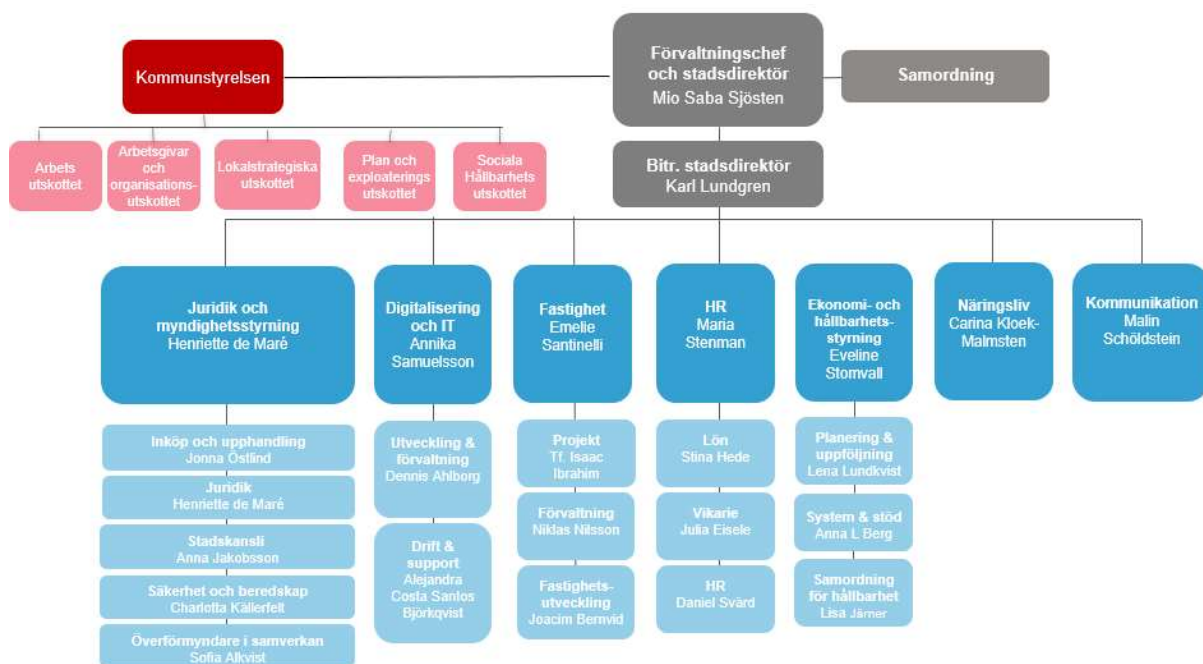 Kommunstyrelsen
Förvaltningschef
och stadsdirektör
Mio Saba Sjösten
Samordning
Arbets
utskottet
Arbetsgivar
och
organisations-
utskottet
Lokalstrategiska
utskottet
Plan och
exploaterings
utskottet
Sociala
Hållbarhets
utskottet
Bitr. stadsdirektör
Karl Lundgren
Juridik och
myndighetsstyrning
Henriette de Maré
Digitalisering
och IT
Annika
Samuelsson
Fastighet
Emelie
Santinelli
HR
Maria
Stenman
Ekonomi- och
hållbarhets-
styrning
Eveline
Stomvall
Näringsliv
Carina Kloek-
Malmsten
Kommunikation
Malin
Schöldstein
Inköp och upphandling
Jonna Östlind
Juridik
Henriette de Maré
Stadskansli
Anna Jakobsson
Säkerhet och beredskap
Charlotta Källerfelt
Överförmyndare i samverkan
Sofia Alkvist
Utveckling &
förvaltning
Dennis Ahlborg
Drift &
support
Alejandra
Costa Santos
Björkqvist
Projekt
Tf. Isaac
Ibrahim
Förvaltning
Niklas Nilsson
Fastighets-
utveckling
Joacim Bernvid
Lön
Stina Hede
Vikarie
Julia Eisele
HR
Daniel Svärd
Planering &
uppföljning
Lena Lundkvist
System & stöd
Anna L Berg
Samordning
för hållbarhet
Lisa Järner